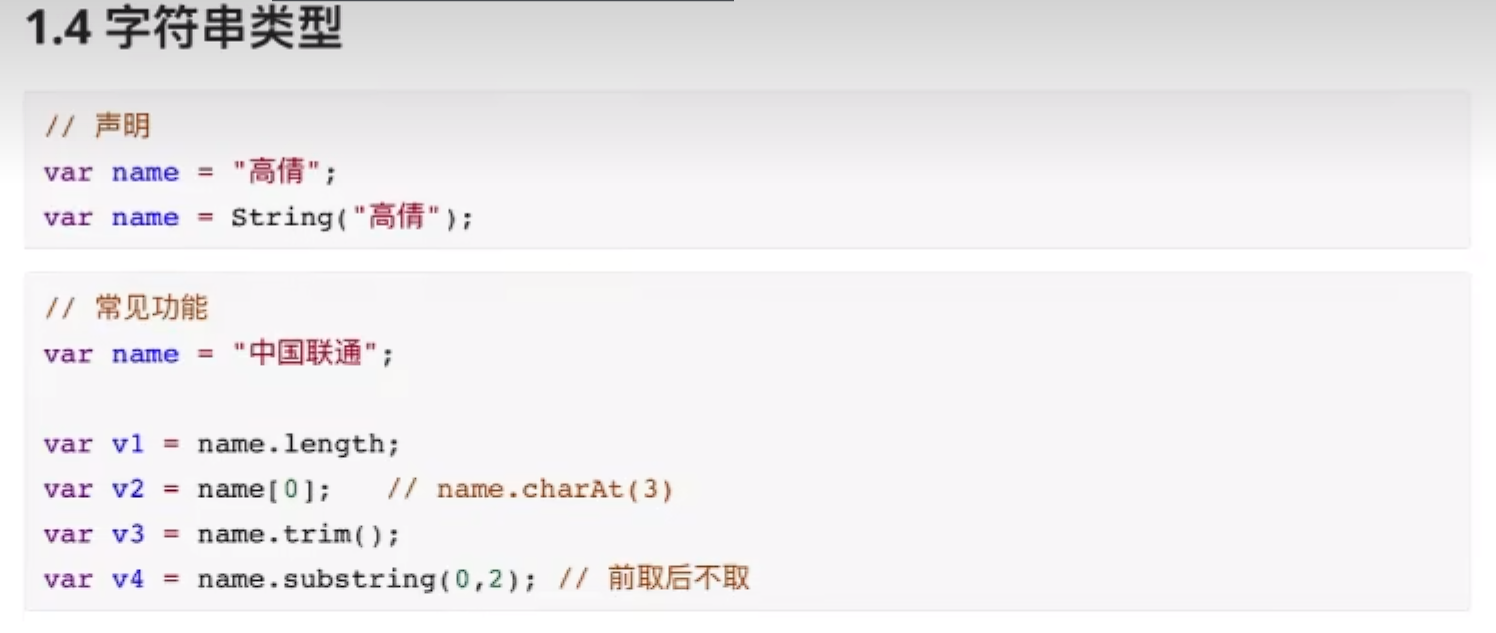 1.4 字符串类型
// 声明
var name = "高倩";
var name = String("高倩");
// 常见功能
var name = "中国联通";
var v1 = name.length;
var v2 = name[0];   // name.charAt(3)
var v3 = name.trim();
var v4 = name.substring(0,2); // 前取后不取